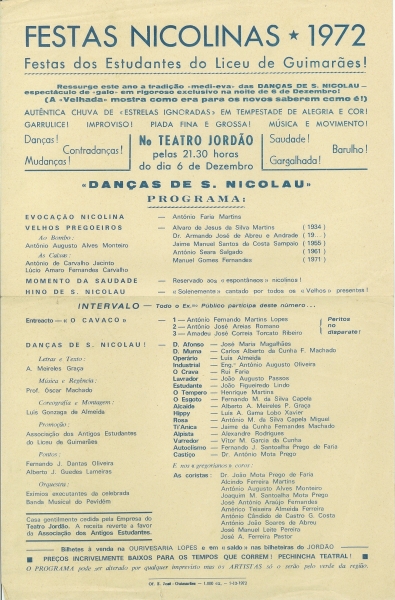 FESTAS NICOLINAS ★ 1972
Festas dos Estudantes do Liceu de Guimarães!
Ressurge este ano a tradição -medi-eva- das DANÇAS DE S. NICOLAU -
espectáculo de -gala- em rigoroso exclusivo na noite de 6 de Dezembro!
(A -Velhada- mostra como era para os novos saberem como é!)
AUTÊNTICA CHUVA DE «ESTRELAS IGNORADAS» EM TEMPESTADE DE ALEGRIA E COR!
GARRULICE! IMPROVISO! PIADA FINA E GROSSA! MÚSICA E MOVIMENTO!
Danças!
Contradanças!
Mudanças!
No TEATRO JORDÃO
pelas 21.30 horas
do dia 6 de Dezembro
Saudade!
Barulho!
Gargalhada!
«DANÇAS DE S. NICOLAU»
PROGRAMA:
EVOCAÇÃO NICOLINA — António Faria Martins
VELHOS PREGOEIROS — Alvaro de Jesus da Silva Martins (1934)
Ao Bombo: Dr. Armando José de Abreu e Andrade (19...)
António Augusto Alves Monteiro Jaime Manuel Santos da Costa Sampaio (1955)
As Caixas: António Seara Salgado (1961)
António de Carvalho Jacinto Manuel Gomes Fernandes (1971)
Lúcio Amaro Fernandes Carvalho
MOMENTO DA SAUDADE — Reservado aos «espontâneos» nicolinos!
HINO DE S. NICOLAU — «Solenemente» cantado por todos os «Velhos» presentes!
INTERVALO — Todo o Ex.mo Público participa deste número...
Entreacto — «O CAVACO» — 1 — António Fernando Martins Lopes
2 — António José Areias Romano
3 — Amadeu José Correia Torcato Ribeiro
Peritos
no
disparate!
DANÇAS DE S. NICOLAU! — D. Afonso — José Maria Magalhães
D. Muma — Carlos Alberto da Cunha F. Machado
Letras e Texto: Operário — Luís Almeida
A. Meireles Graça Industrial — Eng.º António Augusto Oliveira
O Crava — Rui Faria
Música e Regência: Lavrador — João Augusto Passos
Prof. Oscar Machado Estudante — João Figueiredo Lindo
O Tempero — Henrique Martins
Coreografia e Montagem: O Esgoto — Fernando M. da Silva Capela
Luís Gonzaga de Almeida Alcaide — Alberto A. Meireles P. Graça
Hippy — Luís A. Gama Lobo Xavier
Promoção: Rosa — António M. da Silva Capela Miguel
Associação dos Antigos Estudantes Ti'Anica — Jaime da Cunha Fernandes Machado
do Liceu de Guimarães Alpista — Alexandre Rodrigues
Varredor — Vítor M. Garcia da Cunha
Pontos: Autoclismo — Fernando J. Santoalha Prego de Faria
Fernando J. Dantas Oliveira Castiço — Dr. António Mota Prego
Alberto J. Guedes Lameiras
E mais projectaram coros:
Orquestra: As coristas: Dr. João Mota Prego de Faria
Exímios executantes da celebrada Alcindo Ferreira Martins
Banda Musical do Pevidém António Augusto Alves Monteiro
Joaquim M. Santoalha Mota Prego
José António Araújo Fernandes
Américo Teixeira Almeida Ferreira
António Cândido de Castro G. Costa
António João Soares de Abreu
José Manuel Leite Pereira
José A. Ferreira Pastor
Casa gentilmente cedida pela Empresa do
Teatro Jordão. A receita reverte a favor
da Associação dos Antigos Estudantes.
Bilhetes à venda na OURIVESARIA LOPES e em «saldo» nas bilheteiras do JORDÃO
■ PREÇOS INCRIVELMENTE BAIXOS PARA OS TEMPOS QUE CORREM! PECHINCHA TEATRAL! ■
O PROGRAMA pode ser alterado por qualquer imprevisto mas os ARTISTAS só o serão pelo verde da região.